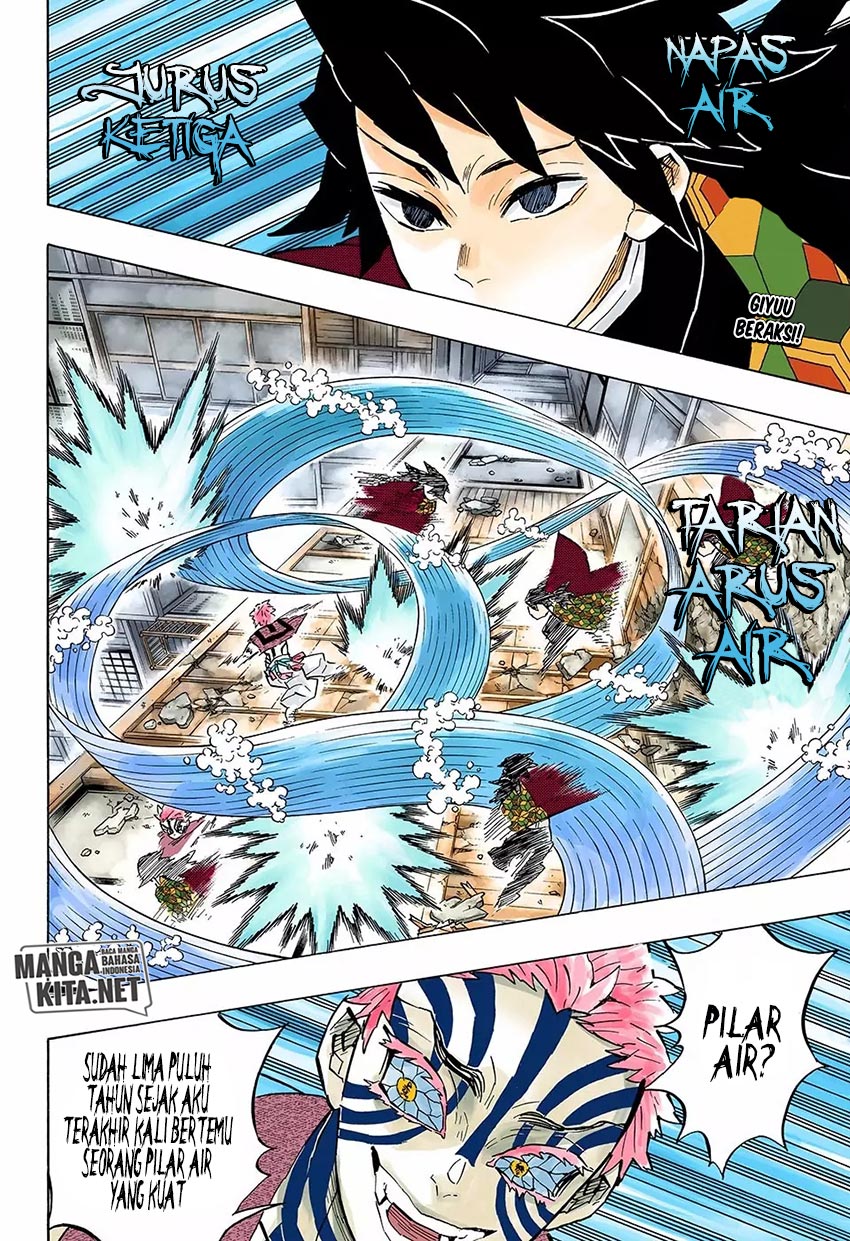 NAPAS
AIR
JURUS
KETIGA
GIYUU
BERAKSI!
TARIAN
ARUS
AIR
PILAR
AIR?
SUDAH LIMA PULUH
TAHUN SEJAK AKU
TERAKHIR KALI BERTEMU
SEORANG PILAR AIR
YANG KUAT
MANGA
KITA.NET
BACA MANGA
BAHASA
INDONESIA